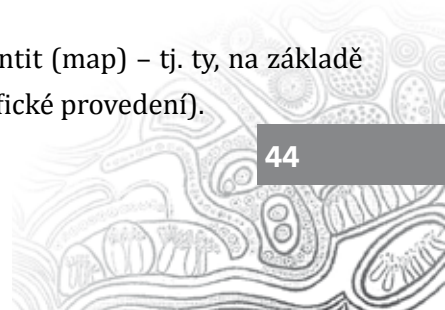 ntit (map) – tj. ty, na základě
fické provedení).
44